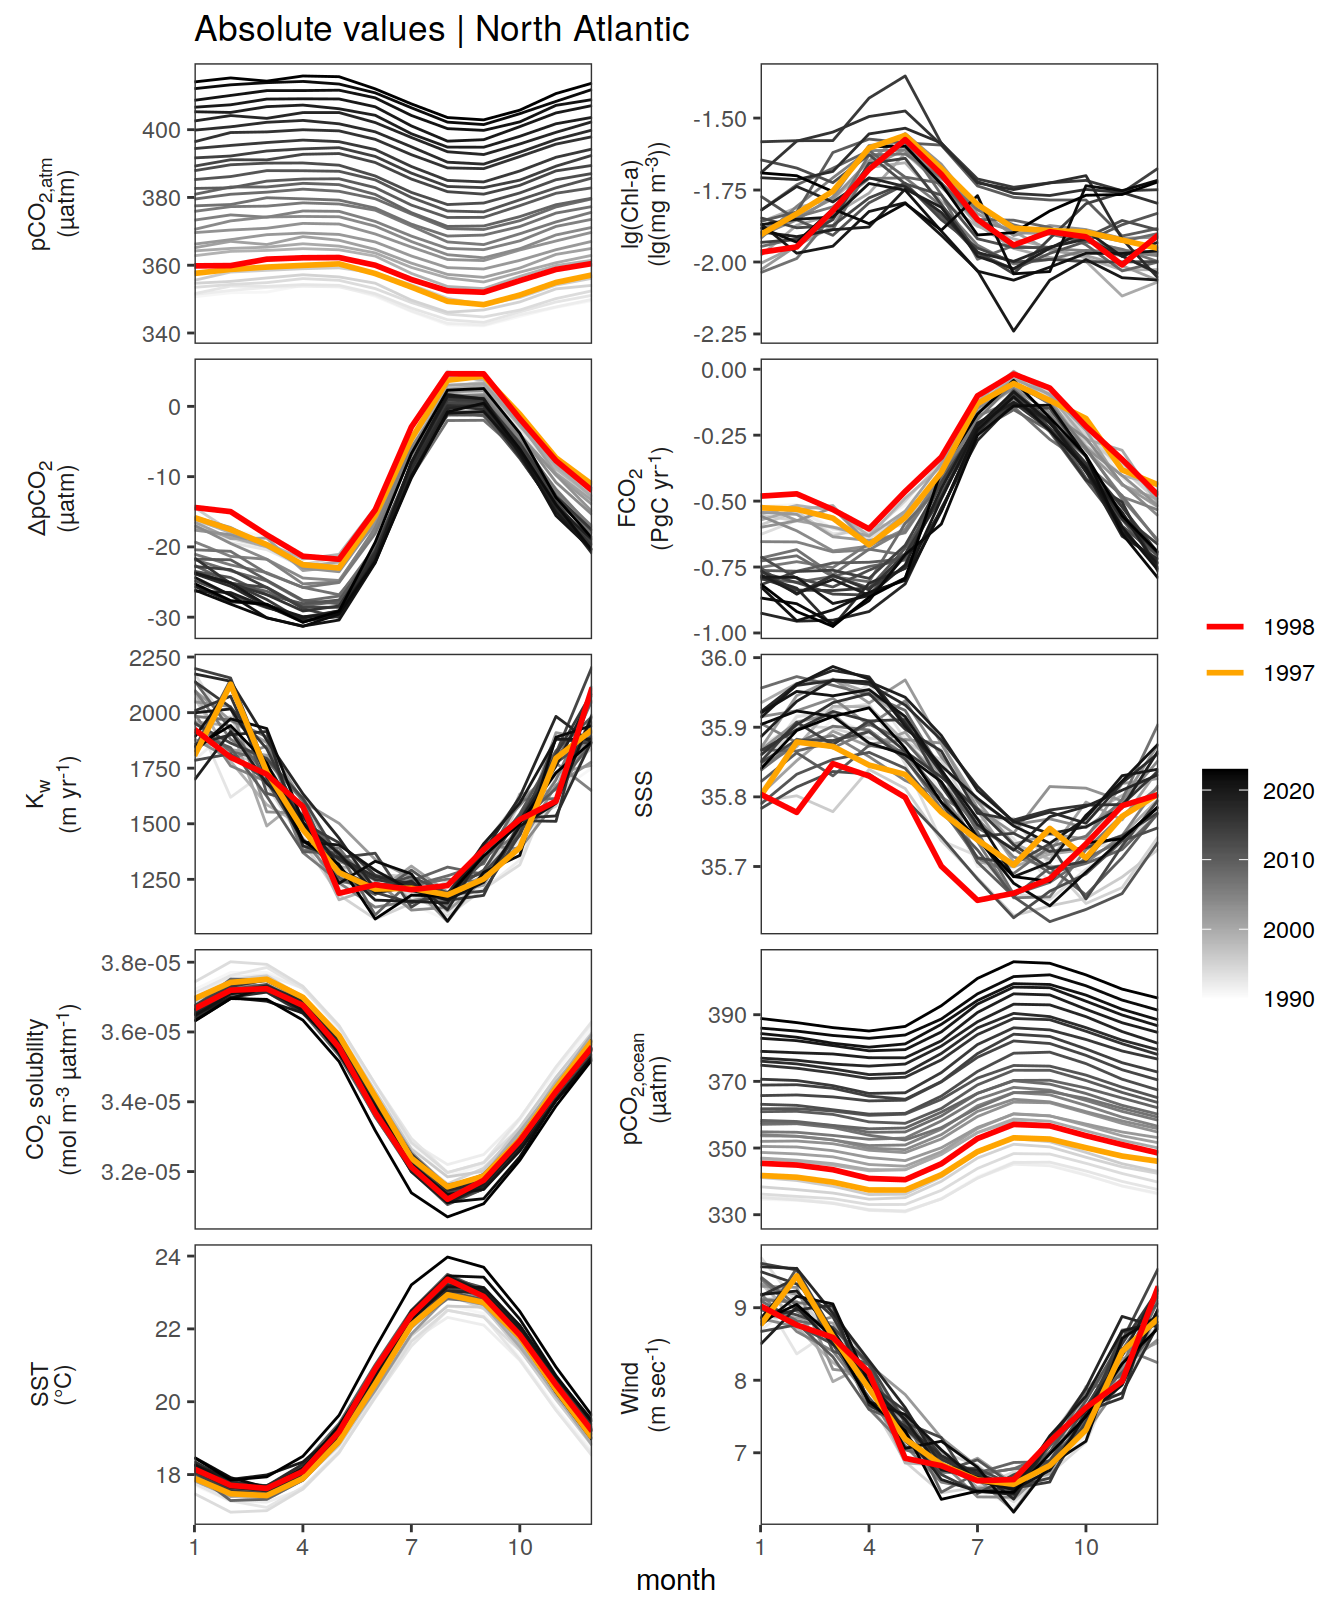 Absolute values | North Atlantic
pCO2,atm
(µatm)
400
380
360
340
lg(Chl-a)
(lg(mg m-3))
-1.50
-1.75
-2.00
-2.25
ΔpCO2
(µatm)
0
-10
-20
-30
FCO2
(PgC yr-1)
0.00
-0.25
-0.50
-0.75
-1.00
Kw
(m yr-1)
2250
2000
1750
1500
1250
SSS
36.0
35.9
35.8
35.7
CO2 solubility
(mol m-3 µatm-1)
3.8e-05
3.6e-05
3.4e-05
3.2e-05
pCO2,ocean
(µatm)
390
370
350
330
SST
(°C)
24
22
20
18
Wind
(m sec-1)
9
8
7
1 4 7 10
1 4 7 10
month
1998
1997
2020
2010
2000
1990